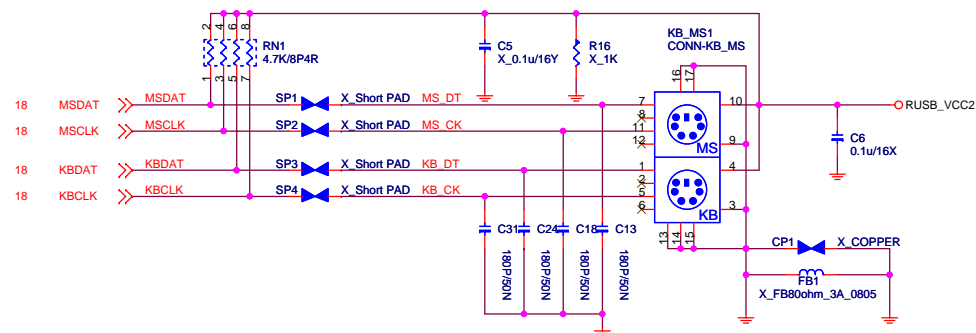 KB_MS1
CONN-KB_MS
2 4 6 8
RN1
4.7K/8P4R
1 3 5 7
C5
X_0.1u/16Y
R16
X_1K
16 17
18 MSDAT MSDAT SP1 X_Short PAD MS_DT 7 10 RUSB_VCC2
8
18 MSCLK MSCLK SP2 X_Short PAD MS_CK 11
12 MS 9
C6
0.1u/16X
18 KBDAT KBDAT SP3 X_Short PAD KB_DT 1 4
2
18 KBCLK KBCLK SP4 X_Short PAD KB_CK 5
6 KB 3
13 14 15
C31 C24 C18 C13
180P/50N 180P/50N 180P/50N 180P/50N
CP1 X_COPPER
FB1
X_FB80ohm_3A_0805